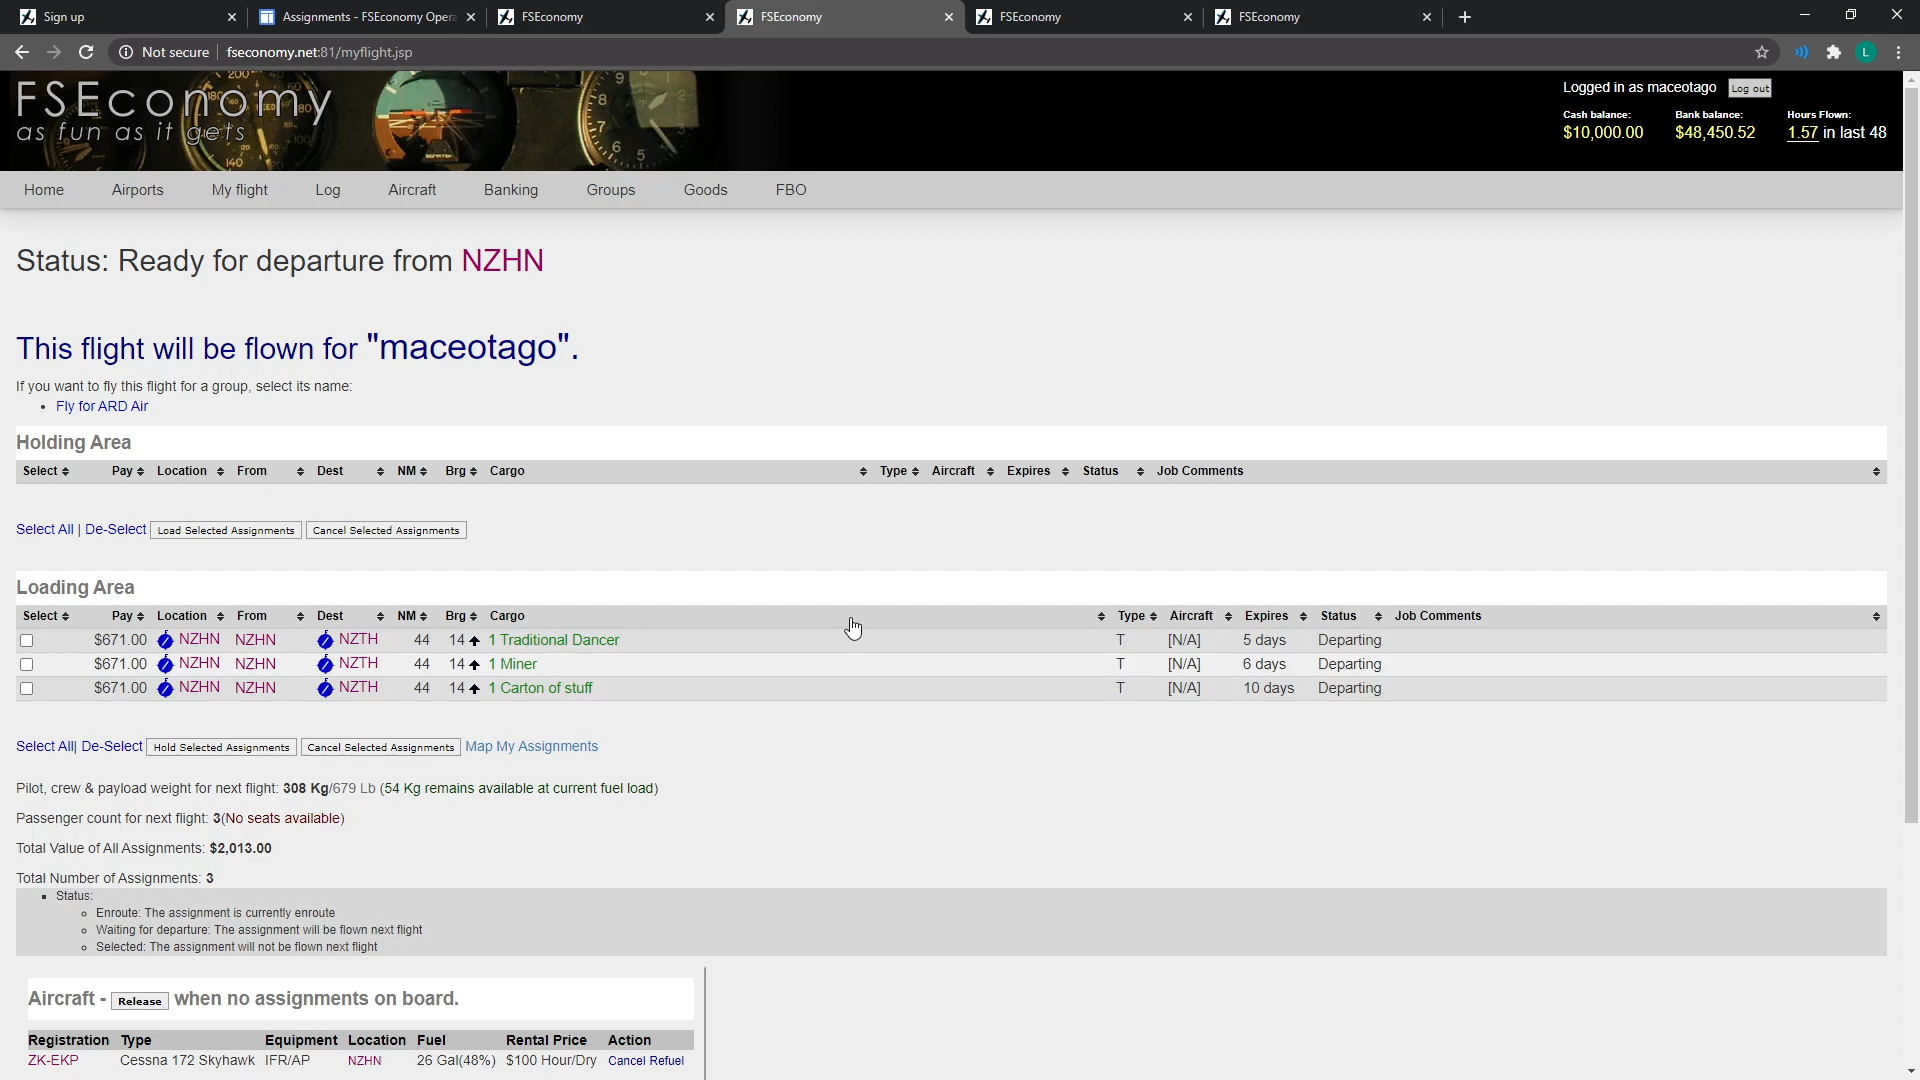 Sign up
Assignments - FSEconomy Opera
FSEconomy
FSEconomy
FSEconomy
FSEconomy
Not secure
fseconomy.net:81/myflight.jsp
L
FSEconomy
as fun as it gets
Logged in as maceotago Log out
Cash balance: Bank balance: Hours Flown:
$10,000.00 $48,450.52 1.57 in last 48
Home Airports My flight Log Aircraft Banking Groups Goods FBO
Status: Ready for departure from NZHN
This flight will be flown for "maceotago".
If you want to fly this flight for a group, select its name:
Fly for ARD Air
Holding Area
Select Pay Location From Dest NM Brg Cargo Type Aircraft Expires Status Job Comments
Select All | De-Select Load Selected Assignments Cancel Selected Assignments
Loading Area
Select Pay Location From Dest NM Brg Cargo Type Aircraft Expires Status Job Comments
$671.00 NZHN NZHN NZTH 44 14 1 Traditional Dancer T [N/A] 5 days Departing
$671.00 NZHN NZHN NZTH 44 14 1 Miner T [N/A] 6 days Departing
$671.00 NZHN NZHN NZTH 44 14 1 Carton of stuff T [N/A] 10 days Departing
Select All| De-Select Hold Selected Assignments Cancel Selected Assignments Map My Assignments
Pilot, crew & payload weight for next flight: 308 Kg/679 Lb (54 Kg remains available at current fuel load)
Passenger count for next flight: 3(No seats available)
Total Value of All Assignments: $2,013.00
Total Number of Assignments: 3
Status:
Enroute: The assignment is currently enroute
Waiting for departure: The assignment will be flown next flight
Selected: The assignment will not be flown next flight
Aircraft - Release when no assignments on board.
Registration Type Equipment Location Fuel Rental Price Action
ZK-EKP Cessna 172 Skyhawk IFR/AP NZHN 26 Gal(48%) $100 Hour/Dry Cancel Refuel